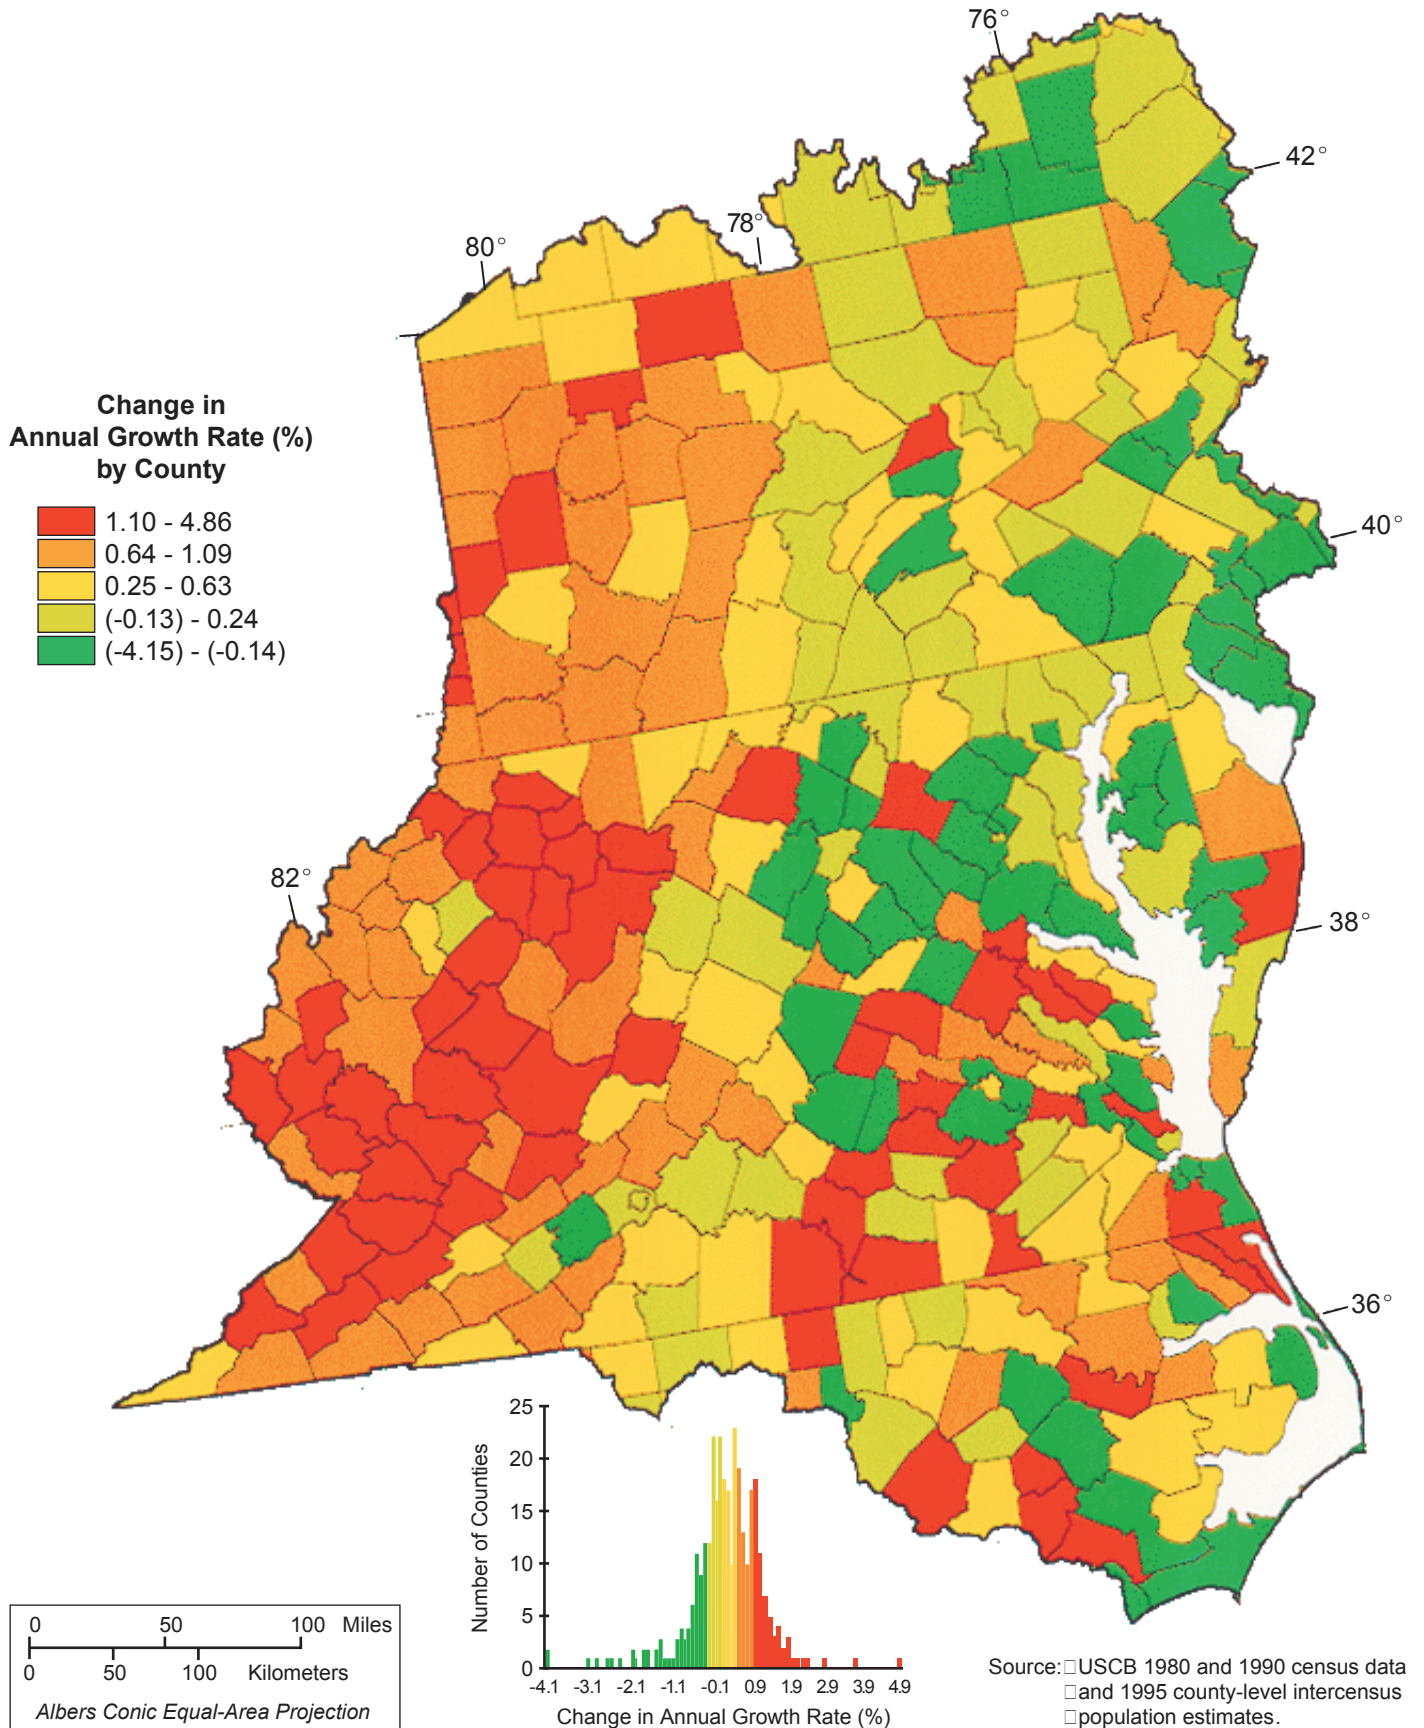 76°
42°
78°
80°
Change in
Annual Growth Rate (%)
by County
1.10 - 4.86
0.64 - 1.09
0.25 - 0.63
(-0.13) - 0.24
(-4.15) - (-0.14)
40°
82°
38°
36°
25
20
15
10
5
0
Number of Counties
-4.1 -3.1 -2.1 -1.1 -0.1 0.9 1.9 2.9 3.9 4.9
Change in Annual Growth Rate (%)
0 50 100 Miles
0 50 100 Kilometers
Albers Conic Equal-Area Projection
Source: □USCB 1980 and 1990 census data
□and 1995 county-level intercensus
□population estimates.